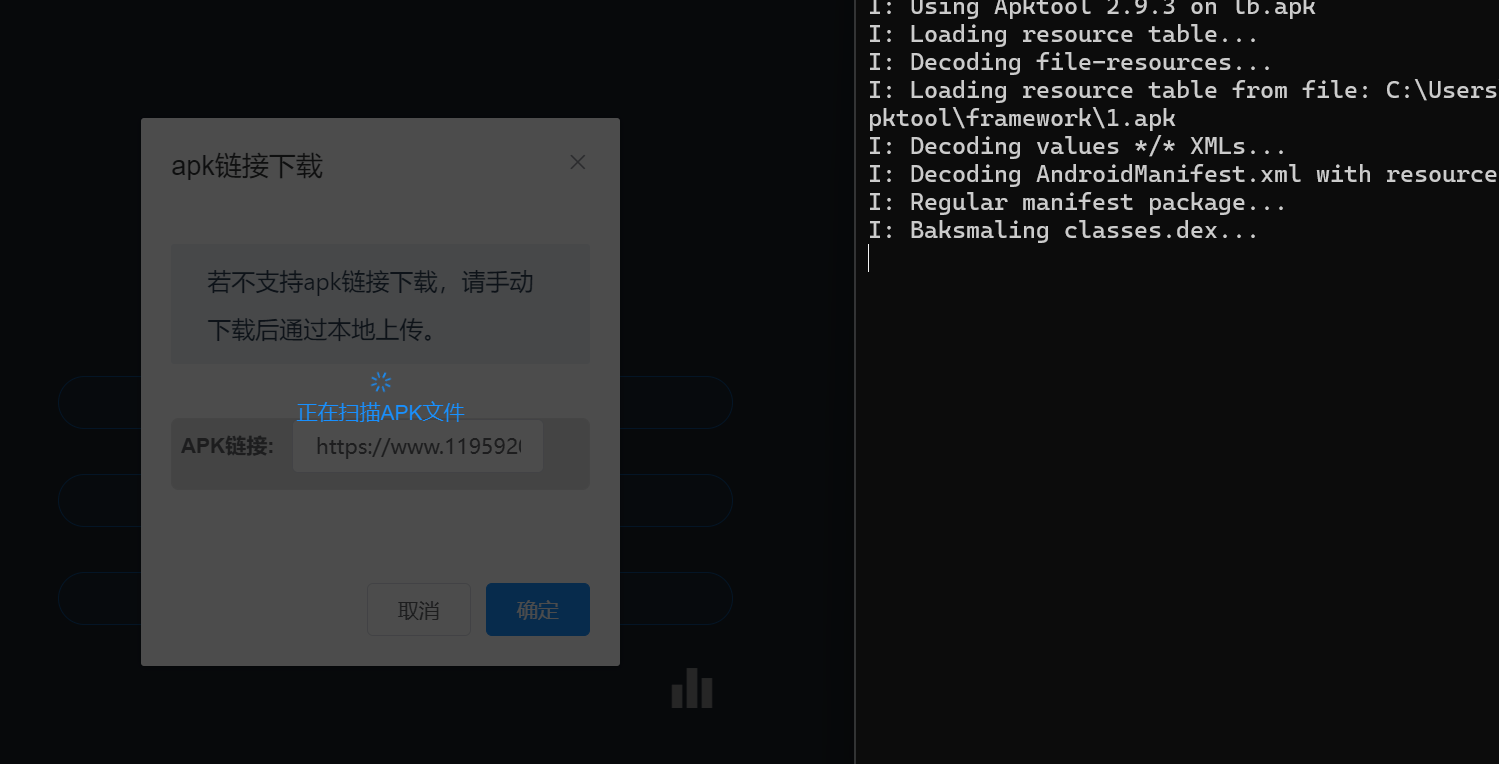 apk链接下载
若不支持apk链接下载，请手动
下载后通过本地上传。
正在扫描APK文件
APK链接:
https://www.1195920
取消
确定
I: Using Apktool 2.9.3 on lb.apk
I: Loading resource table...
I: Decoding file-resources...
I: Loading resource table from file: C:\Users
pktool\framework\1.apk
I: Decoding values */* XMLs...
I: Decoding AndroidManifest.xml with resource
I: Regular manifest package...
I: Baksmaling classes.dex...